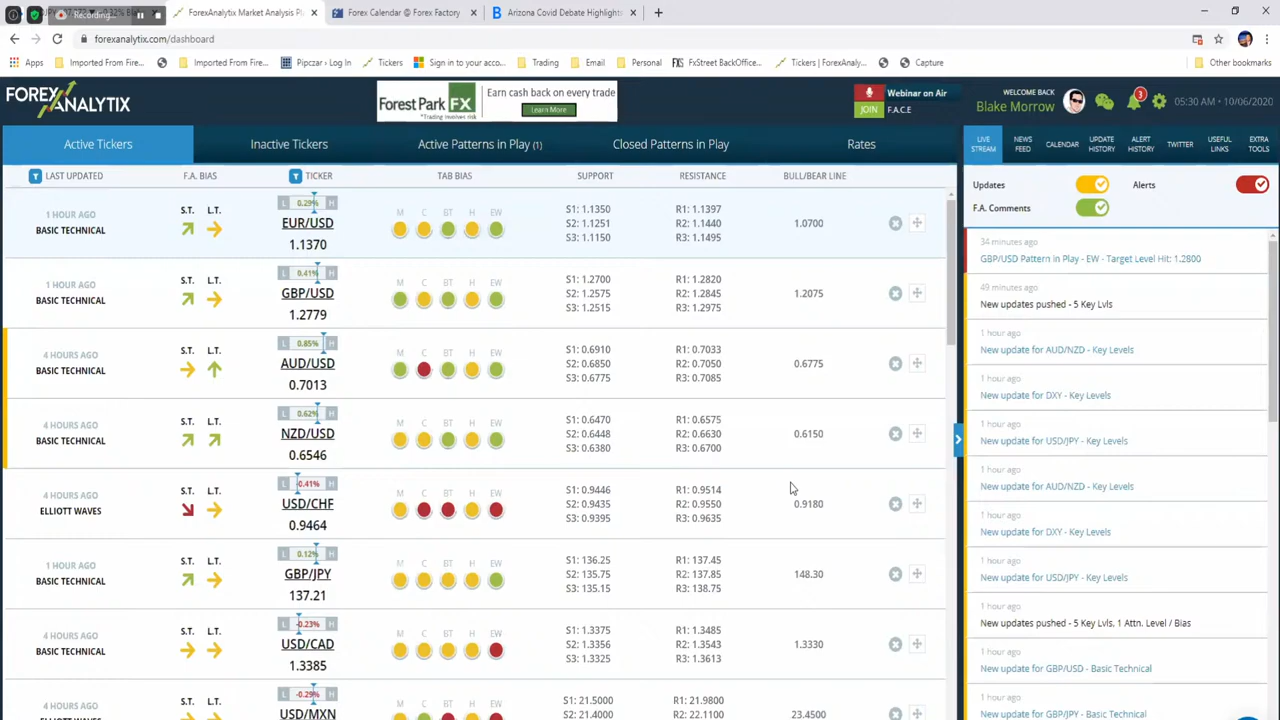 Recording...
ForexAnalytix Market Analysis Pl
Forex Calendar @ Forex Factory
Arizona Covid Debate Highlights
forexanalytix.com/dashboard
Apps
Imported From Fire...
Imported From Fire...
Pipczar › Log In
Tickers
Sign in to your acco...
Trading
Email
Personal
FxStreet BackOffice...
Tickers | ForexAnaly...
Capture
Other bookmarks
FOREX ANALYTIX
Forest Park FX
*Trading involves risk
Earn cash back on every trade
Learn More
Webinar on Air
JOIN
F.A.C.E
WELCOME BACK
Blake Morrow
3
05:30 AM • 10/06/2020
Active Tickers
Inactive Tickers
Active Patterns in Play (1)
Closed Patterns in Play
Rates
LIVE STREAM
NEWS FEED
CALENDAR
UPDATE HISTORY
ALERT HISTORY
TWITTER
USEFUL LINKS
EXTRA TOOLS
LAST UPDATED
F.A. BIAS
TICKER
TAB BIAS
SUPPORT
RESISTANCE
BULL/BEAR LINE
Updates
Alerts
F.A. Comments
1 HOUR AGO
BASIC TECHNICAL
S.T. L.T.
L 0.29% H
EUR/USD
1.1370
M C BT H EW
S1: 1.1350
S2: 1.1251
S3: 1.1150
R1: 1.1397
R2: 1.1440
R3: 1.1495
1.0700
1 HOUR AGO
BASIC TECHNICAL
S.T. L.T.
L 0.41% H
GBP/USD
1.2779
M C BT H EW
S1: 1.2700
S2: 1.2575
S3: 1.2515
R1: 1.2820
R2: 1.2845
R3: 1.2975
1.2075
4 HOURS AGO
BASIC TECHNICAL
S.T. L.T.
L 0.85% H
AUD/USD
0.7013
M C BT H EW
S1: 0.6910
S2: 0.6850
S3: 0.6775
R1: 0.7033
R2: 0.7050
R3: 0.7085
0.6775
4 HOURS AGO
BASIC TECHNICAL
S.T. L.T.
L 0.62% H
NZD/USD
0.6546
M C BT H EW
S1: 0.6470
S2: 0.6448
S3: 0.6380
R1: 0.6575
R2: 0.6630
R3: 0.6700
0.6150
4 HOURS AGO
ELLIOTT WAVES
S.T. L.T.
L -0.41% H
USD/CHF
0.9464
M C BT H EW
S1: 0.9446
S2: 0.9435
S3: 0.9395
R1: 0.9514
R2: 0.9550
R3: 0.9635
0.9180
1 HOUR AGO
BASIC TECHNICAL
S.T. L.T.
L 0.12% H
GBP/JPY
137.21
M C BT H EW
S1: 136.25
S2: 135.75
S3: 135.15
R1: 137.45
R2: 137.85
R3: 138.75
148.30
4 HOURS AGO
BASIC TECHNICAL
S.T. L.T.
L -0.23% H
USD/CAD
1.3385
M C BT H EW
S1: 1.3375
S2: 1.3356
S3: 1.3325
R1: 1.3485
R2: 1.3543
R3: 1.3613
1.3330
4 HOURS AGO
ELLIOTT WAVES
S.T. L.T.
L -0.29% H
USD/MXN
M C BT H EW
S1: 21.5000
S2: 21.4000
R1: 21.9800
R2: 22.1100
23.4500
34 minutes ago
GBP/USD Pattern in Play - EW - Target Level Hit: 1.2800
49 minutes ago
New updates pushed - 5 Key Lvls
1 hour ago
New update for AUD/NZD - Key Levels
1 hour ago
New update for DXY - Key Levels
1 hour ago
New update for USD/JPY - Key Levels
1 hour ago
New update for AUD/NZD - Key Levels
1 hour ago
New update for DXY - Key Levels
1 hour ago
New update for USD/JPY - Key Levels
1 hour ago
New updates pushed - 5 Key Lvls, 1 Attn. Level / Bias
1 hour ago
New update for GBP/USD - Basic Technical
1 hour ago
New update for GBP/JPY - Basic Technical